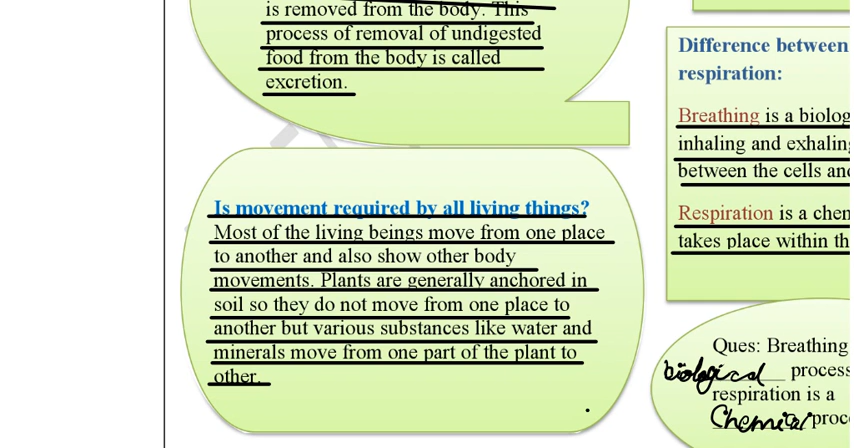 is removed from the body. This
process of removal of undigested
food from the body is called
excretion.
Is movement required by all living things?
Most of the living beings move from one place
to another and also show other body
movements. Plants are generally anchored in
soil so they do not move from one place to
another but various substances like water and
minerals move from one part of the plant to
other.
Difference between
respiration:
Breathing is a biolog
inhaling and exhaling
between the cells and
Respiration is a chem
takes place within th
Ques: Breathing
biological process
respiration is a
Chemical proc